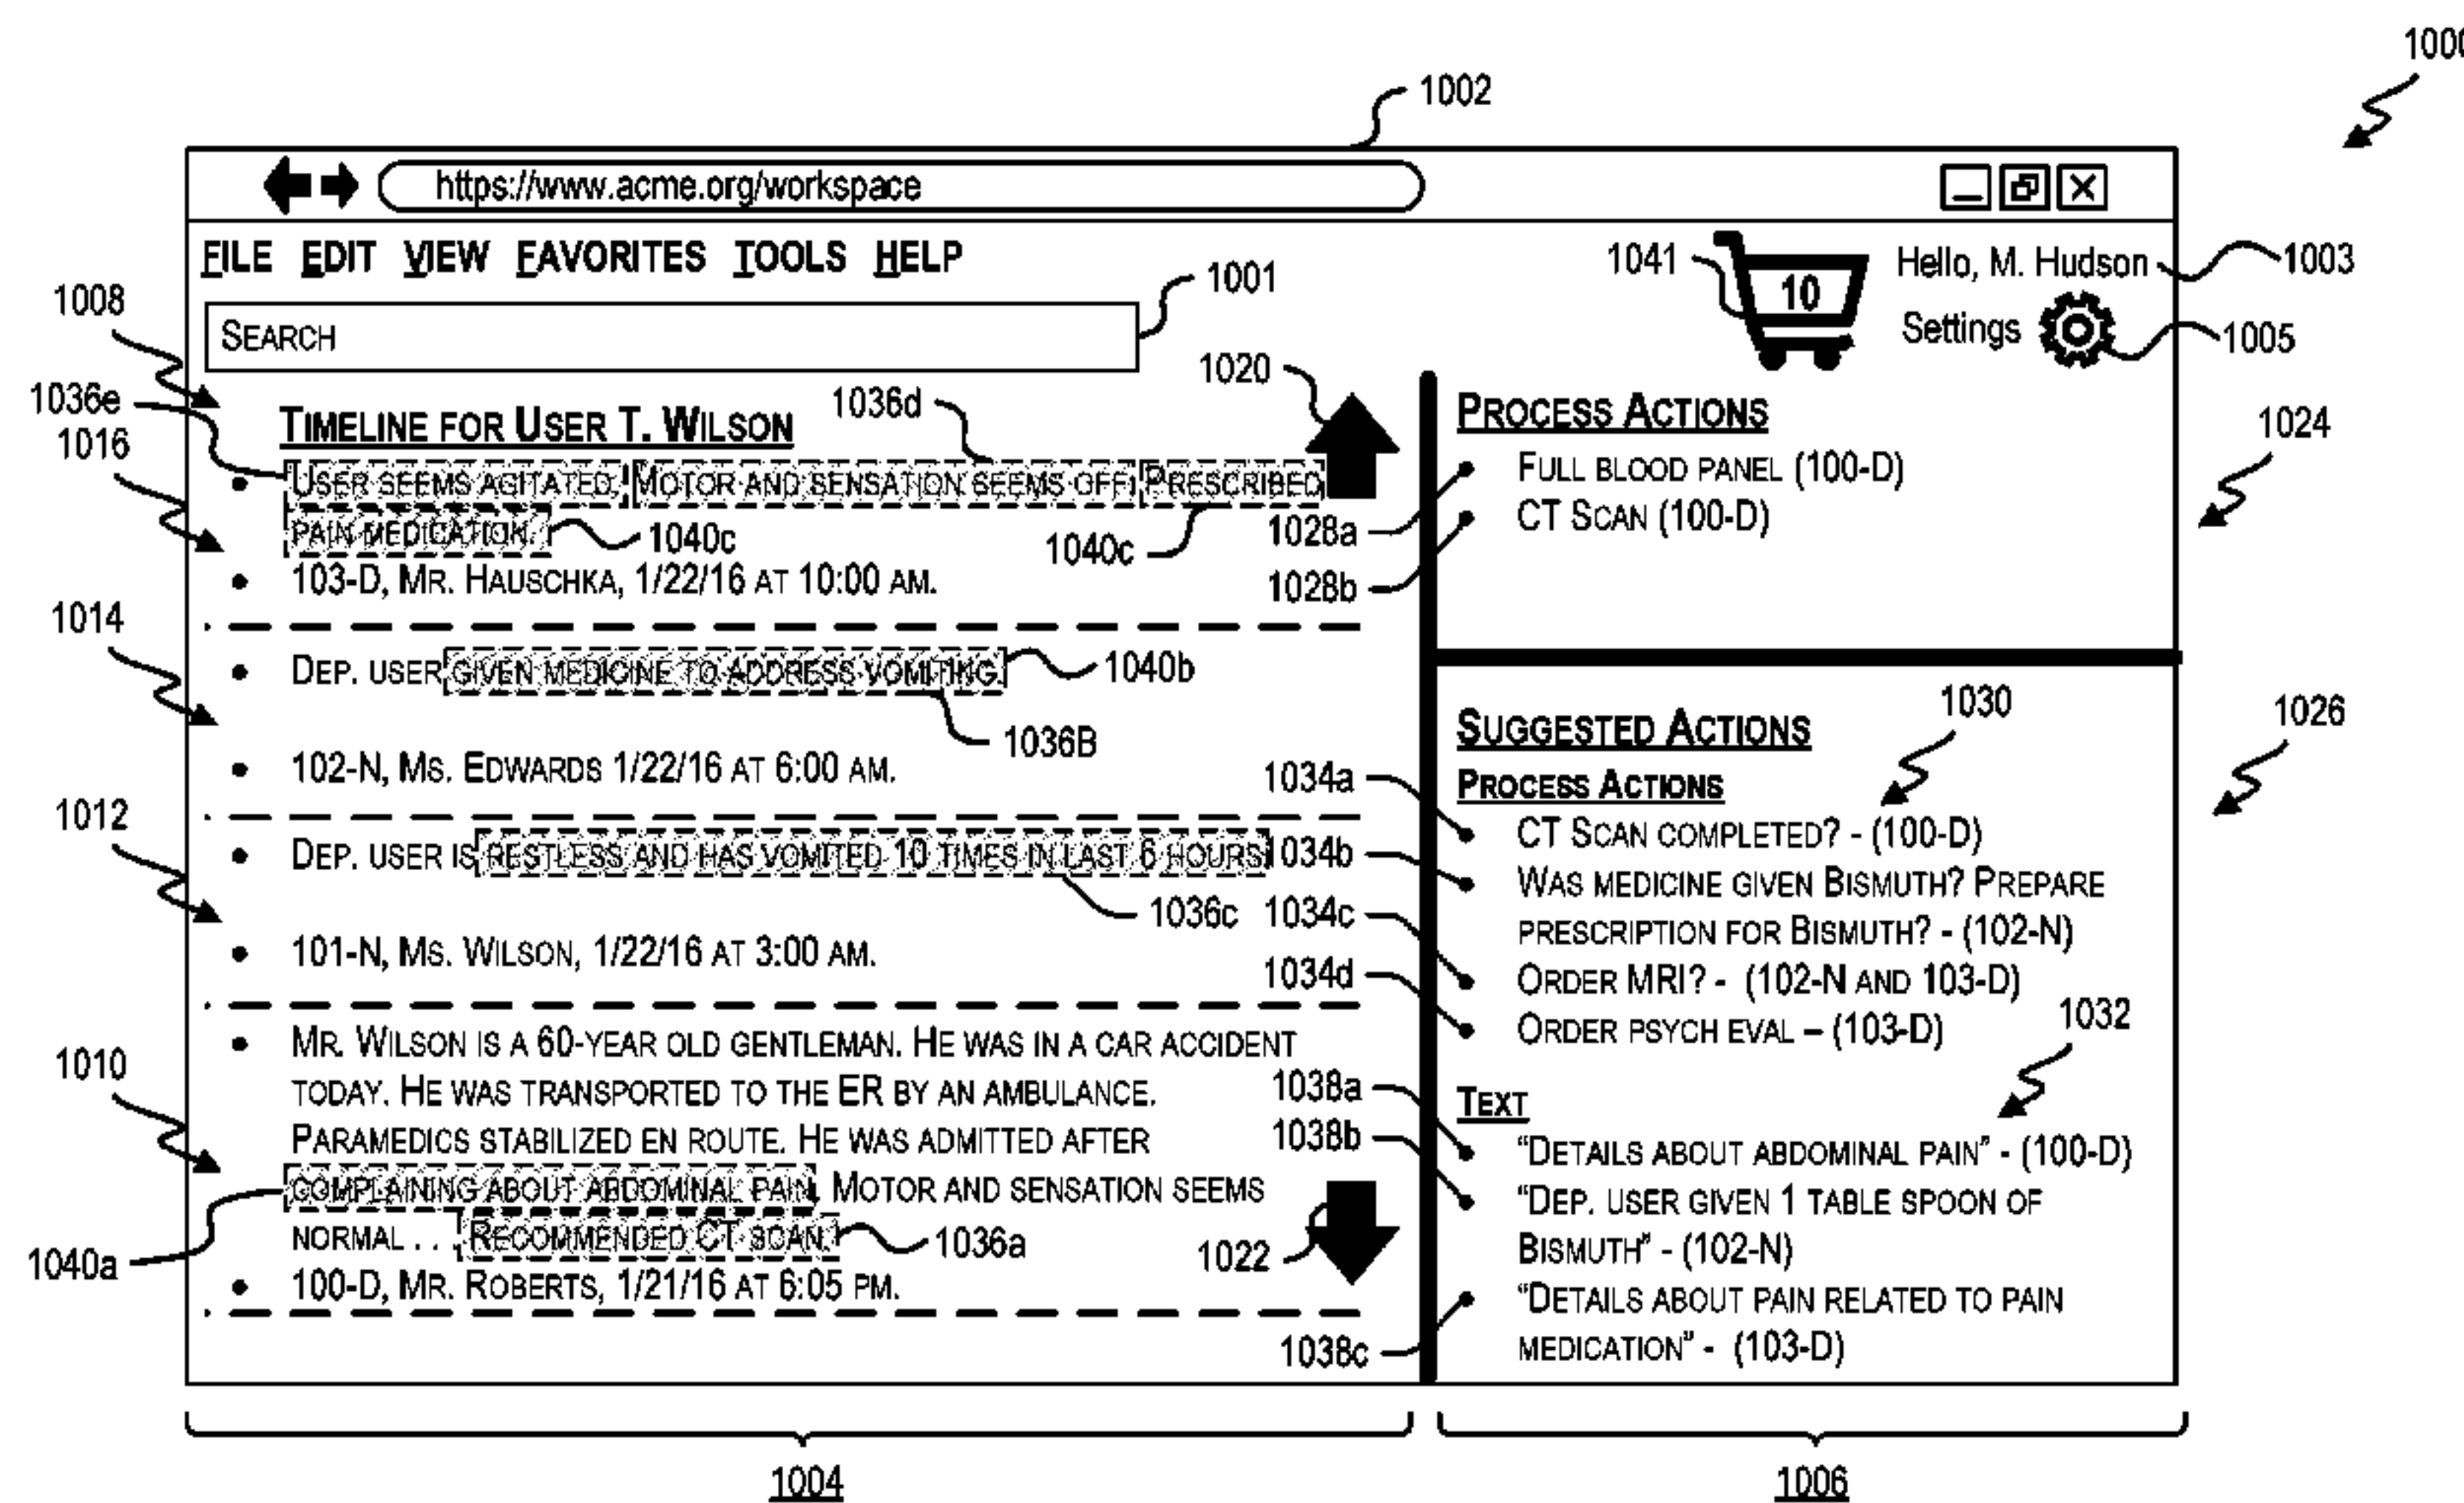 1000
1002
https://www.acme.org/workspace
FILE EDIT VIEW FAVORITES TOOLS HELP
1041
10
Hello, M. Hudson
1003
Settings
1005
SEARCH
1001
1008
1036e
1016
1014
1012
1010
1040a
TIMELINE FOR USER T. WILSON
1036d
1020
USER SEEMS AGITATED. MOTOR AND SENSATION SEEMS OFF. PRESCRIBED
PAIN MEDICATION.
1040c
1040c
103-D, MR. HAUSCHKA, 1/22/16 AT 10:00 AM.
DEP. USER GIVEN MEDICINE TO ADDRESS VOMITING.
1040b
1036B
102-N, MS. EDWARDS 1/22/16 AT 6:00 AM.
DEP. USER IS RESTLESS AND HAS VOMITED 10 TIMES IN LAST 6 HOURS
1036c
101-N, MS. WILSON, 1/22/16 AT 3:00 AM.
MR. WILSON IS A 60-YEAR OLD GENTLEMAN. HE WAS IN A CAR ACCIDENT
TODAY. HE WAS TRANSPORTED TO THE ER BY AN AMBULANCE.
PARAMEDICS STABILIZED EN ROUTE. HE WAS ADMITTED AFTER
COMPLAINING ABOUT ABDOMINAL PAIN. MOTOR AND SENSATION SEEMS
NORMAL . . . RECOMMENDED CT SCAN.
1036a
1022
100-D, MR. ROBERTS, 1/21/16 AT 6:05 PM.
PROCESS ACTIONS
1024
1028a
FULL BLOOD PANEL (100-D)
1028b
CT SCAN (100-D)
SUGGESTED ACTIONS
1030
1026
PROCESS ACTIONS
1034a
CT SCAN COMPLETED? - (100-D)
1034b
WAS MEDICINE GIVEN BISMUTH? PREPARE
PRESCRIPTION FOR BISMUTH? - (102-N)
1034c
ORDER MRI? - (102-N AND 103-D)
1034d
ORDER PSYCH EVAL – (103-D)
1032
TEXT
1038a
"DETAILS ABOUT ABDOMINAL PAIN" - (100-D)
1038b
"DEP. USER GIVEN 1 TABLE SPOON OF
BISMUTH" - (102-N)
1038c
"DETAILS ABOUT PAIN RELATED TO PAIN
MEDICATION" - (103-D)
1004
1006